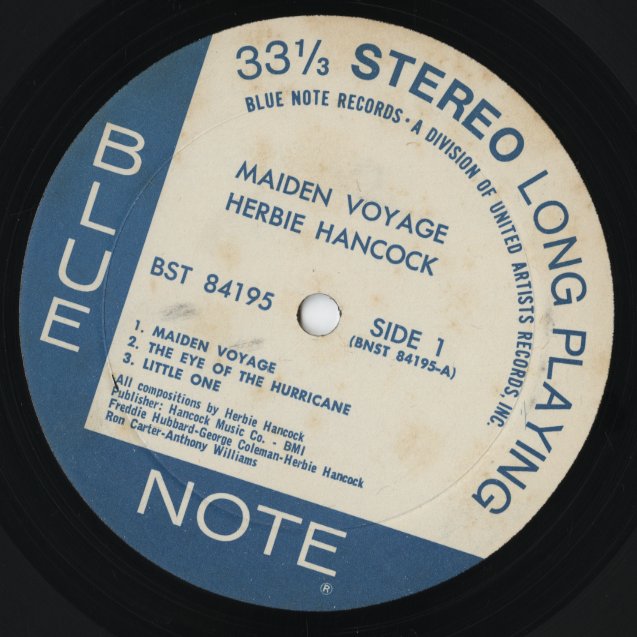 33 1/3 STEREO LONG PLAYING
BLUE NOTE RECORDS • A DIVISION OF UNITED ARTISTS RECORDS, INC.
MAIDEN VOYAGE
HERBIE HANCOCK
BST 84195
SIDE 1
(BNST 84195-A)
1. MAIDEN VOYAGE
2. THE EYE OF THE HURRICANE
3. LITTLE ONE
All compositions by Herbie Hancock
Publisher: Hancock Music Co. - BMI
Freddie Hubbard-George Coleman-Herbie Hancock
Ron Carter-Anthony Williams
BLUE
NOTE
®